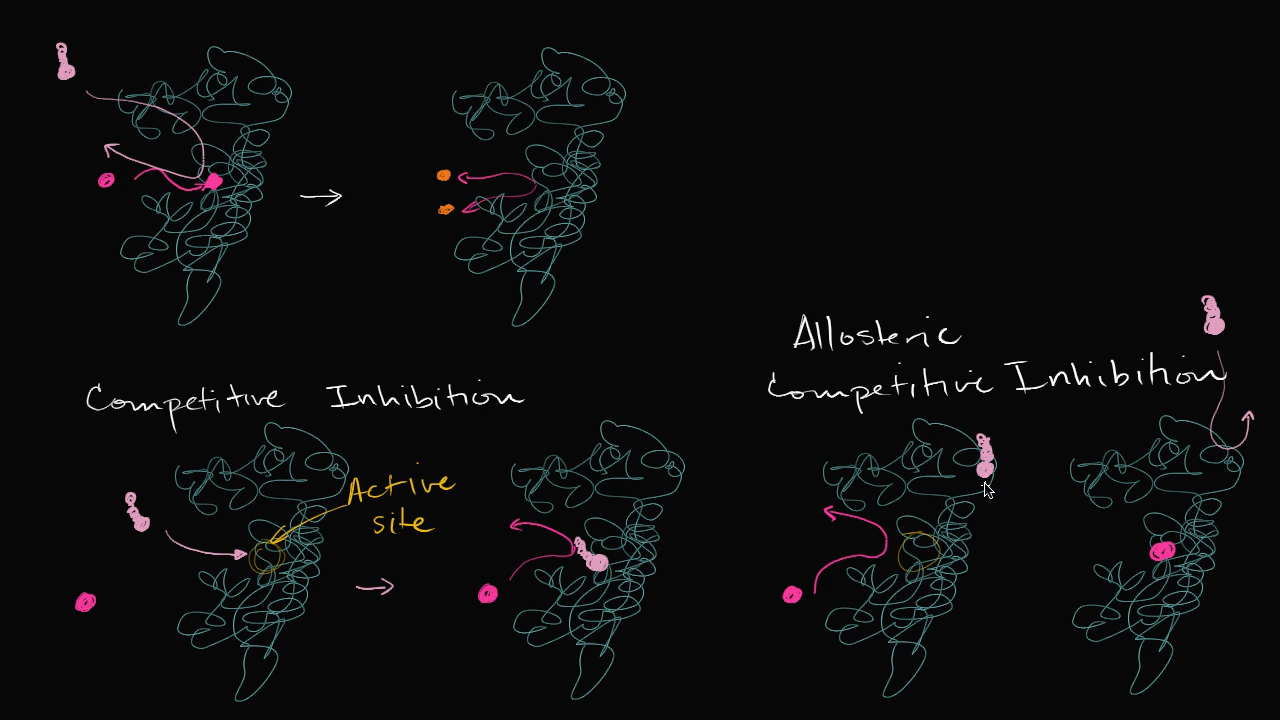 Competitive Inhibition
Active
site
Allosteric
Competitive Inhibition